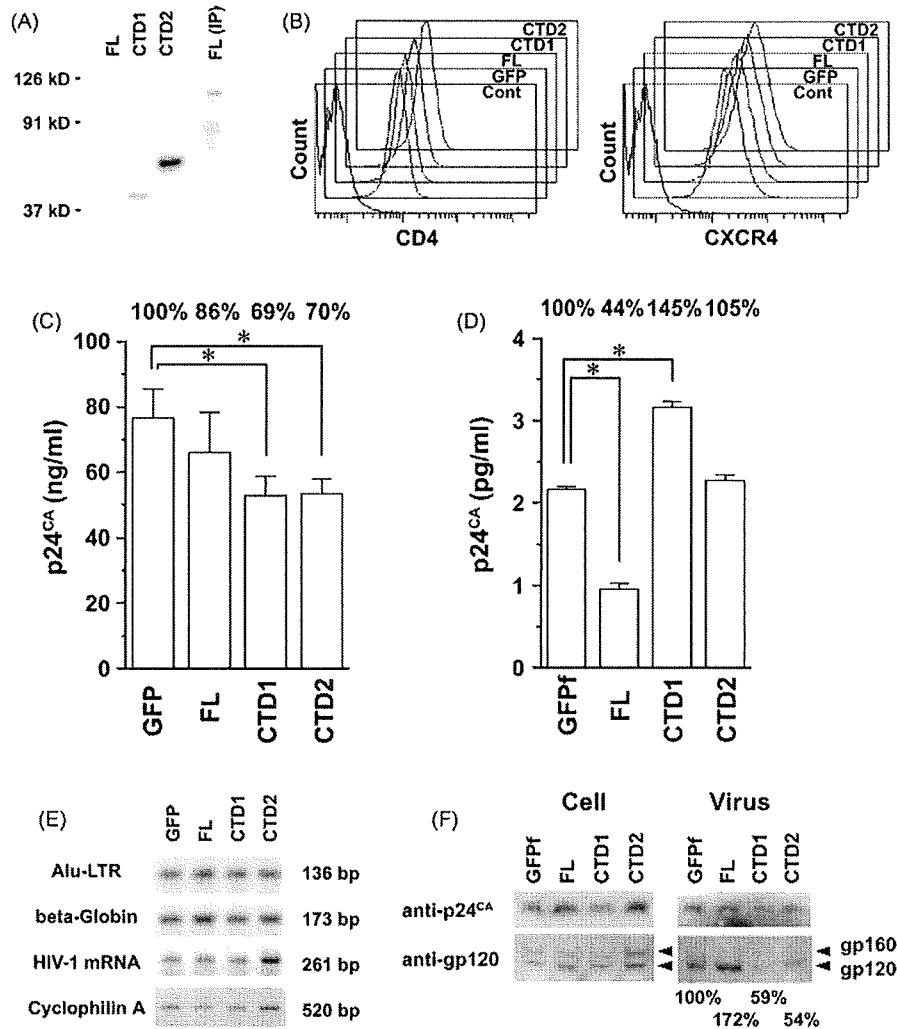 (A)
FL
CTD1
CTD2
FL (IP)
126 kD
91 kD
37 kD
(B)
CTD2
CTD1
FL
GFP
Cont
Count
CD4
CTD2
CTD1
FL
GFP
Cont
Count
CXCR4
(C)
100% 86% 69% 70%
* *
p24CA (ng/ml)
100
80
60
40
20
0
GFP
FL
CTD1
CTD2
(D)
100% 44% 145% 105%
* *
p24CA (pg/ml)
4
3
2
1
0
GFPf
FL
CTD1
CTD2
(E)
GFP
FL
CTD1
CTD2
Alu-LTR 136 bp
beta-Globin 173 bp
HIV-1 mRNA 261 bp
Cyclophilin A 520 bp
(F)
Cell Virus
GFPf
FL
CTD1
CTD2
GFPf
FL
CTD1
CTD2
anti-p24CA
anti-gp120
gp160
gp120
100% 59%
172% 54%